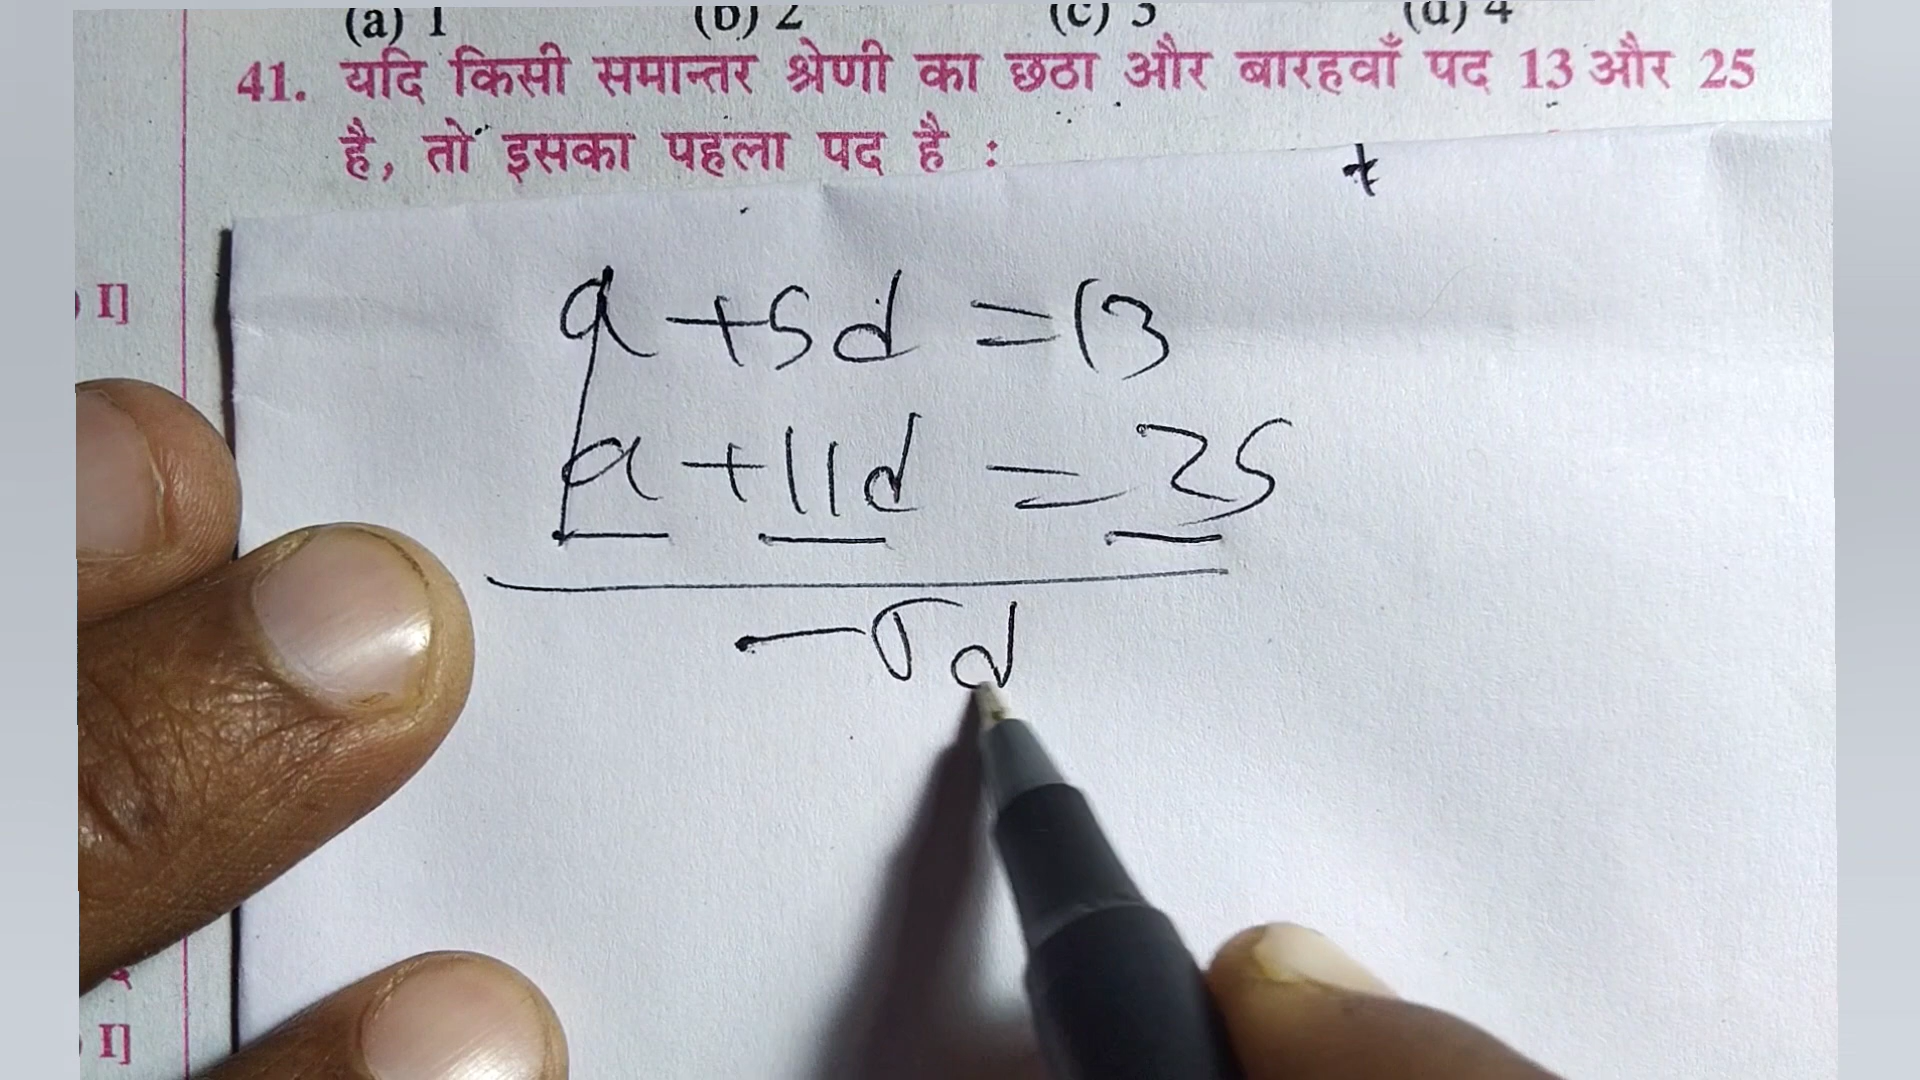 (a) 1 (b) 2 (c) 3 (d) 4
41. यदि किसी समान्तर श्रेणी का छठा और बारहवाँ पद 13 और 25
है, तो इसका पहला पद है :
a + 5d = 13
a + 11d = 25
I]
I]